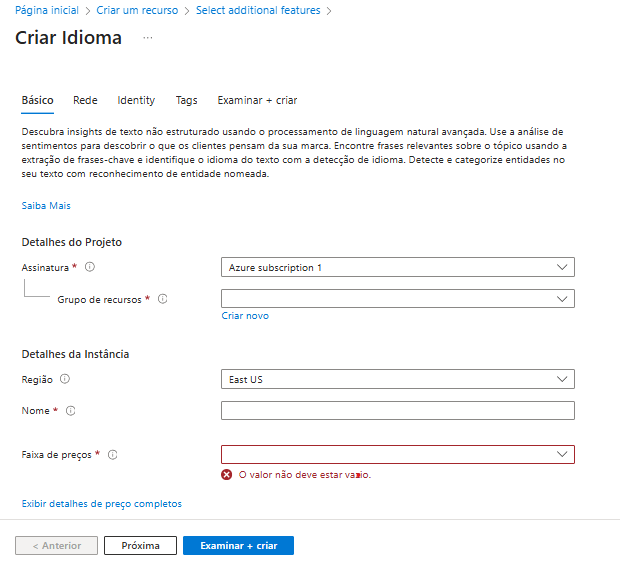 Página inicial > Criar um recurso > Select additional features >
Criar Idioma ...
Básico Rede Identity Tags Examinar + criar
Descubra insights de texto não estruturado usando o processamento de linguagem natural avançada. Use a análise de
sentimentos para descobrir o que os clientes pensam da sua marca. Encontre frases relevantes sobre o tópico usando a
extração de frases-chave e identifique o idioma do texto com a detecção de idioma. Detecte e categorize entidades no
seu texto com reconhecimento de entidade nomeada.
Saiba Mais
Detalhes do Projeto
Assinatura * Azure subscription 1
Grupo de recursos *
Criar novo
Detalhes da Instância
Região East US
Nome *
Faixa de preços *
O valor não deve estar vazio.
Exibir detalhes de preço completos
< Anterior Próxima Examinar + criar